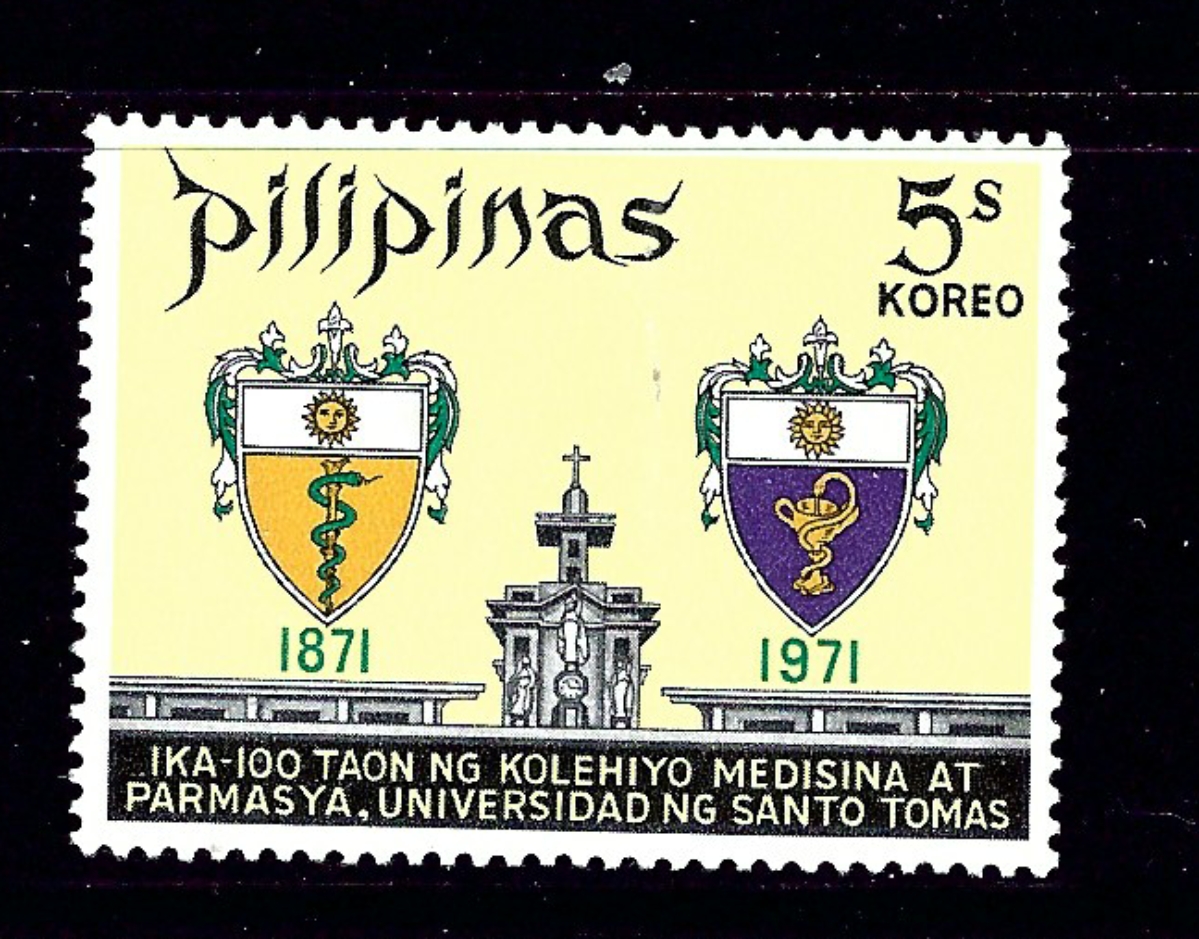 pilipinas
5s
KOREO
1871
1971
IKA-100 TAON NG KOLEHIYO MEDISINA AT
PARMASYA, UNIVERSIDAD NG SANTO TOMAS